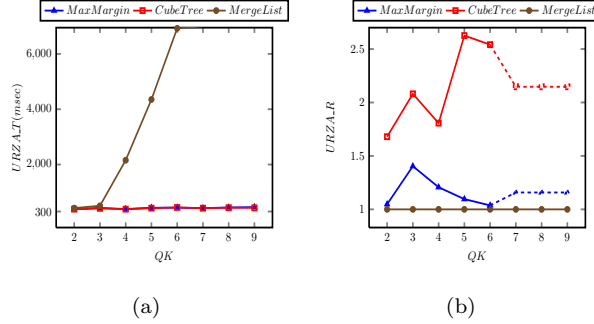 MaxMargin CubeTree MergeList
URZA_T(msec)
6,000
4,000
2,000
300
2 3 4 5 6 7 8 9
QK
(a)
MaxMargin CubeTree MergeList
URZA_R
2.5
2
1.5
1
2 3 4 5 6 7 8 9
QK
(b)